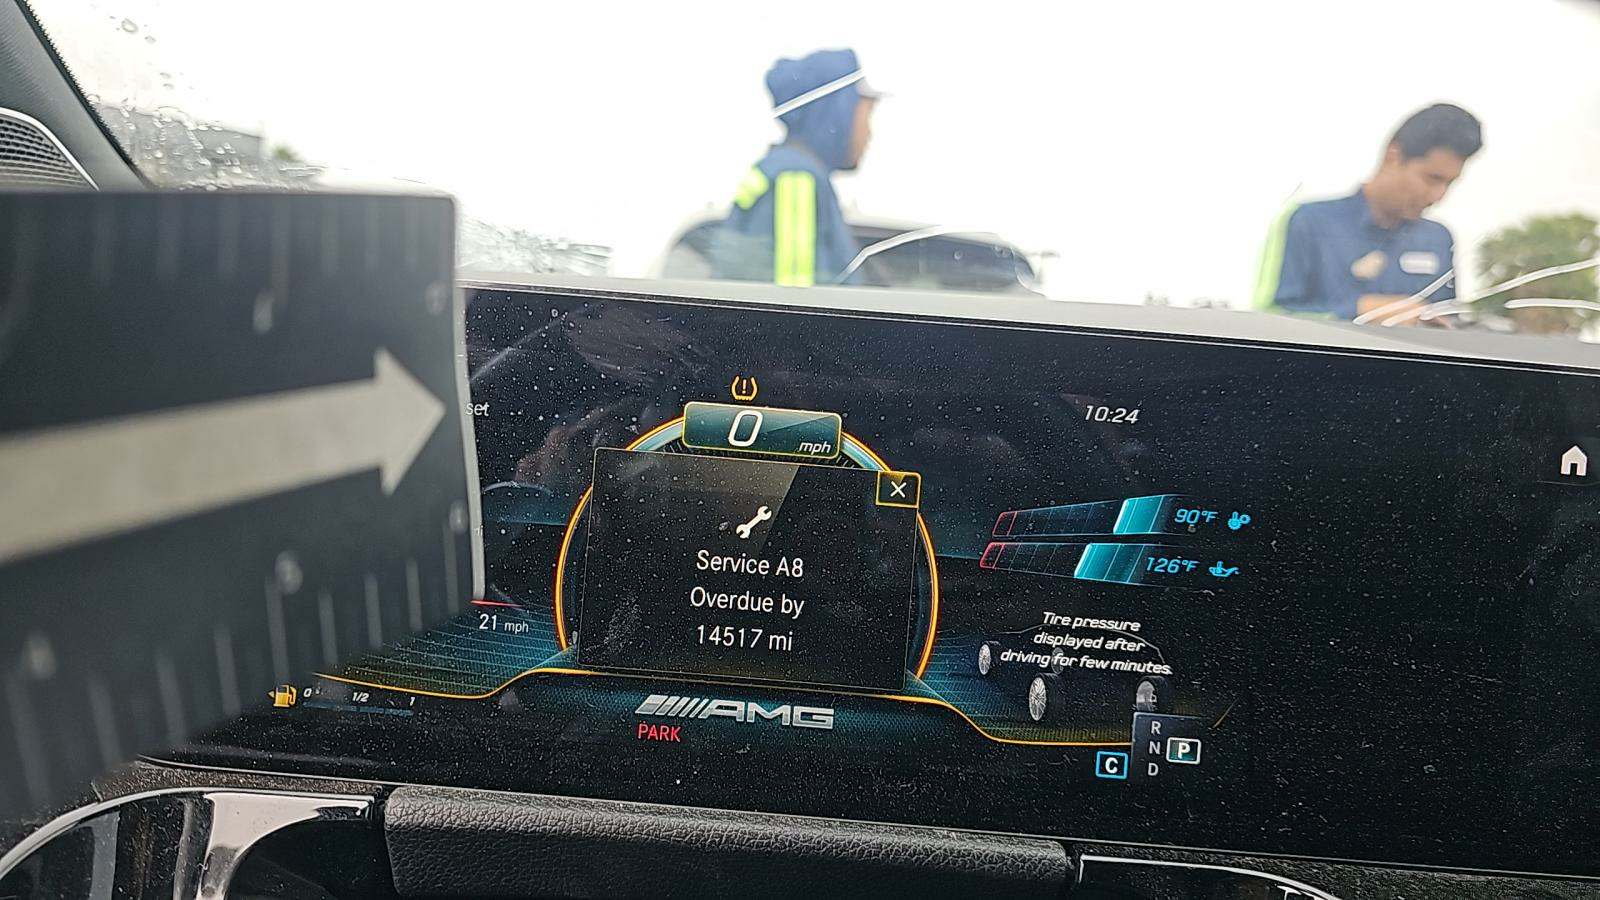 set
0
mph
10:24
Service A8
Overdue by
14517 mi
90°F
126°F
21 mph
Tire pressure
displayed after
driving for few minutes.
0
1/2
1
AMG
PARK
R
N P
D
C